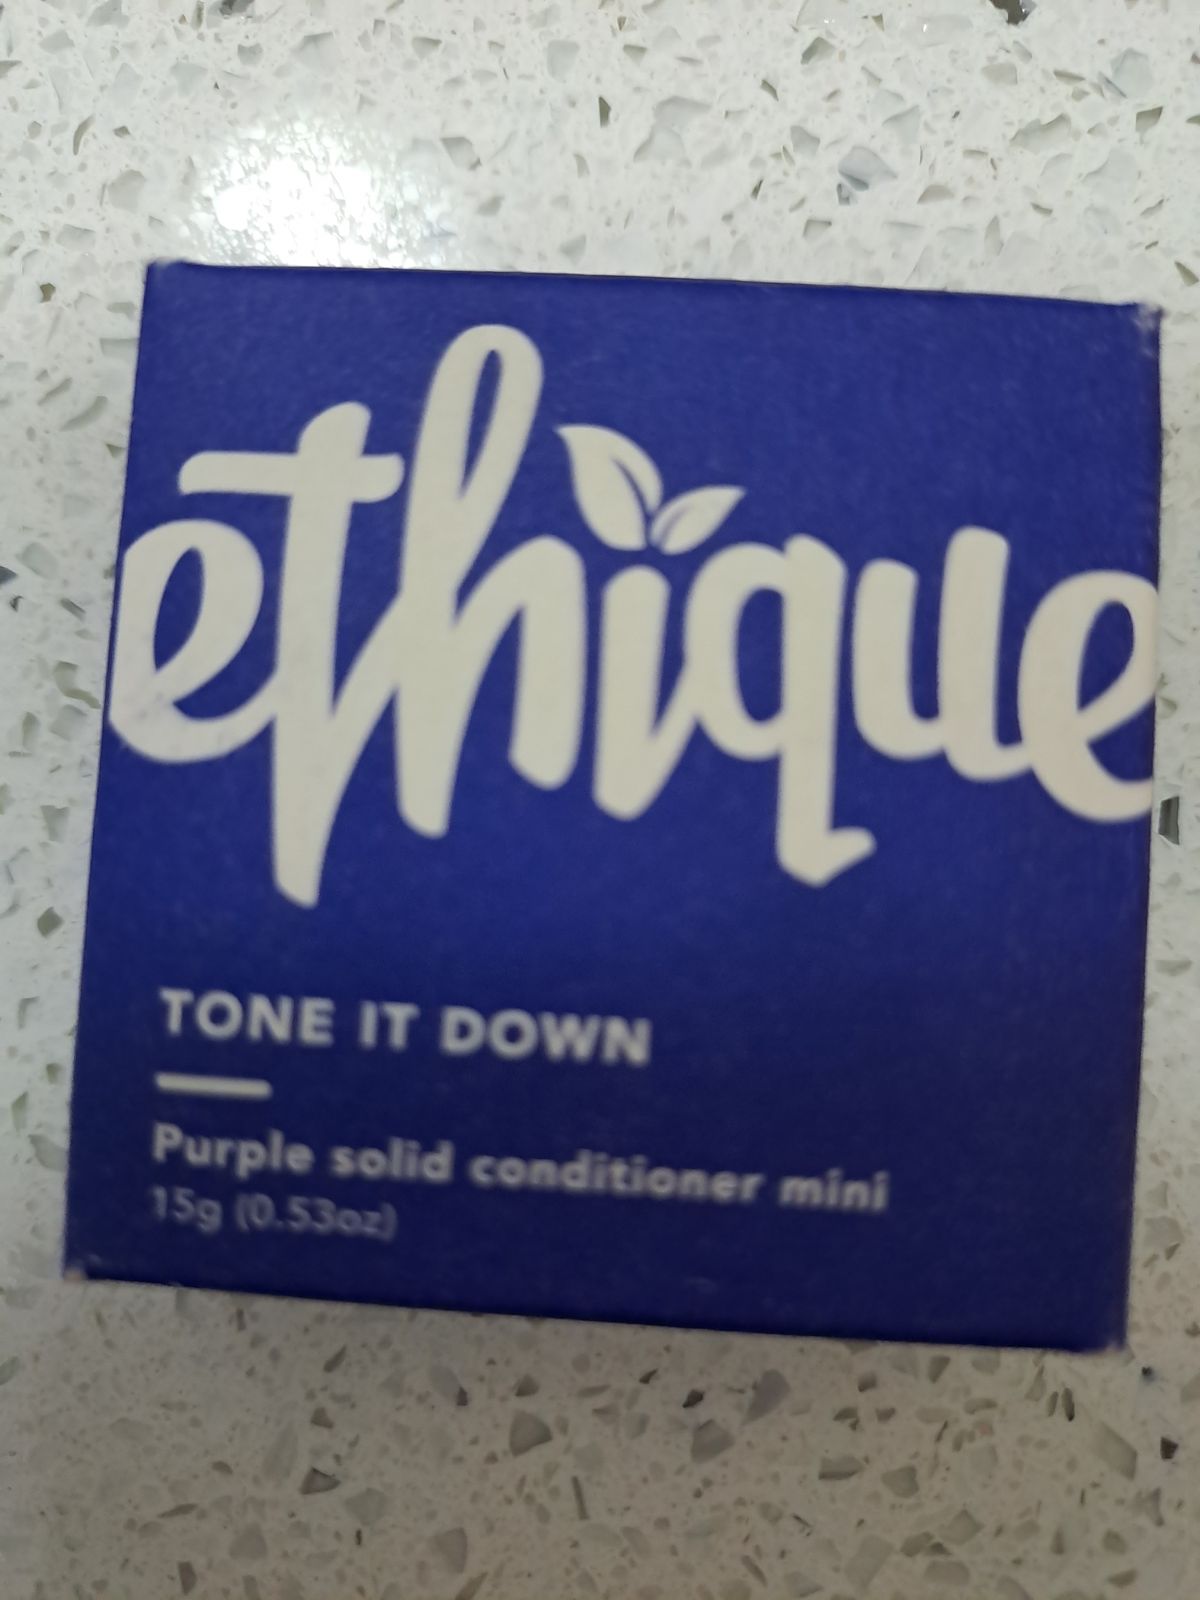 ethique
TONE IT DOWN
Purple solid conditioner mini
15g (0.53oz)